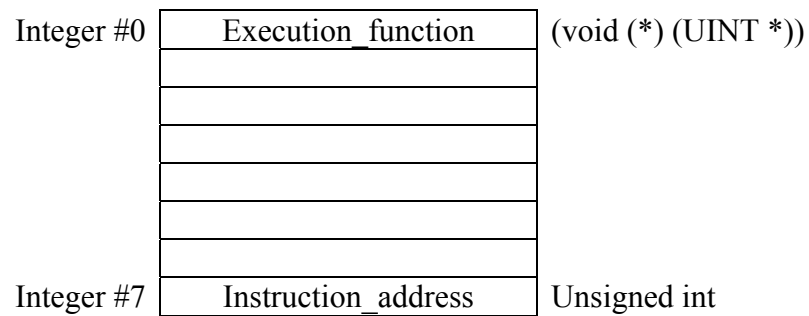 Integer #0 Execution_function (void (*) (UINT *))
Integer #7 Instruction_address Unsigned int